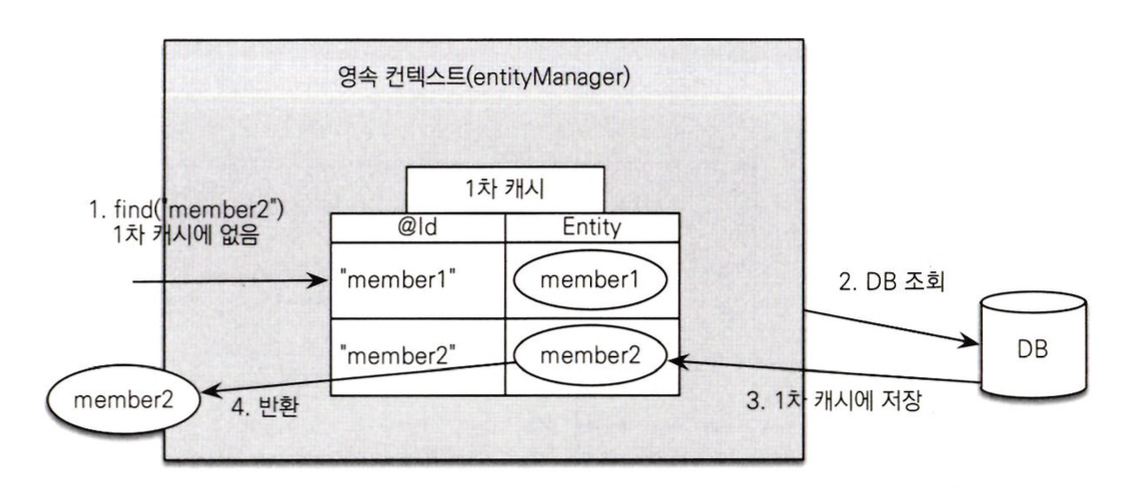 영속 컨텍스트(entityManager)
1차 캐시
1. find("member2")
1차 캐시에 없음
@Id
Entity
"member1"
member1
2. DB 조회
DB
"member2"
member2
member2
4. 반환
3. 1차 캐시에 저장